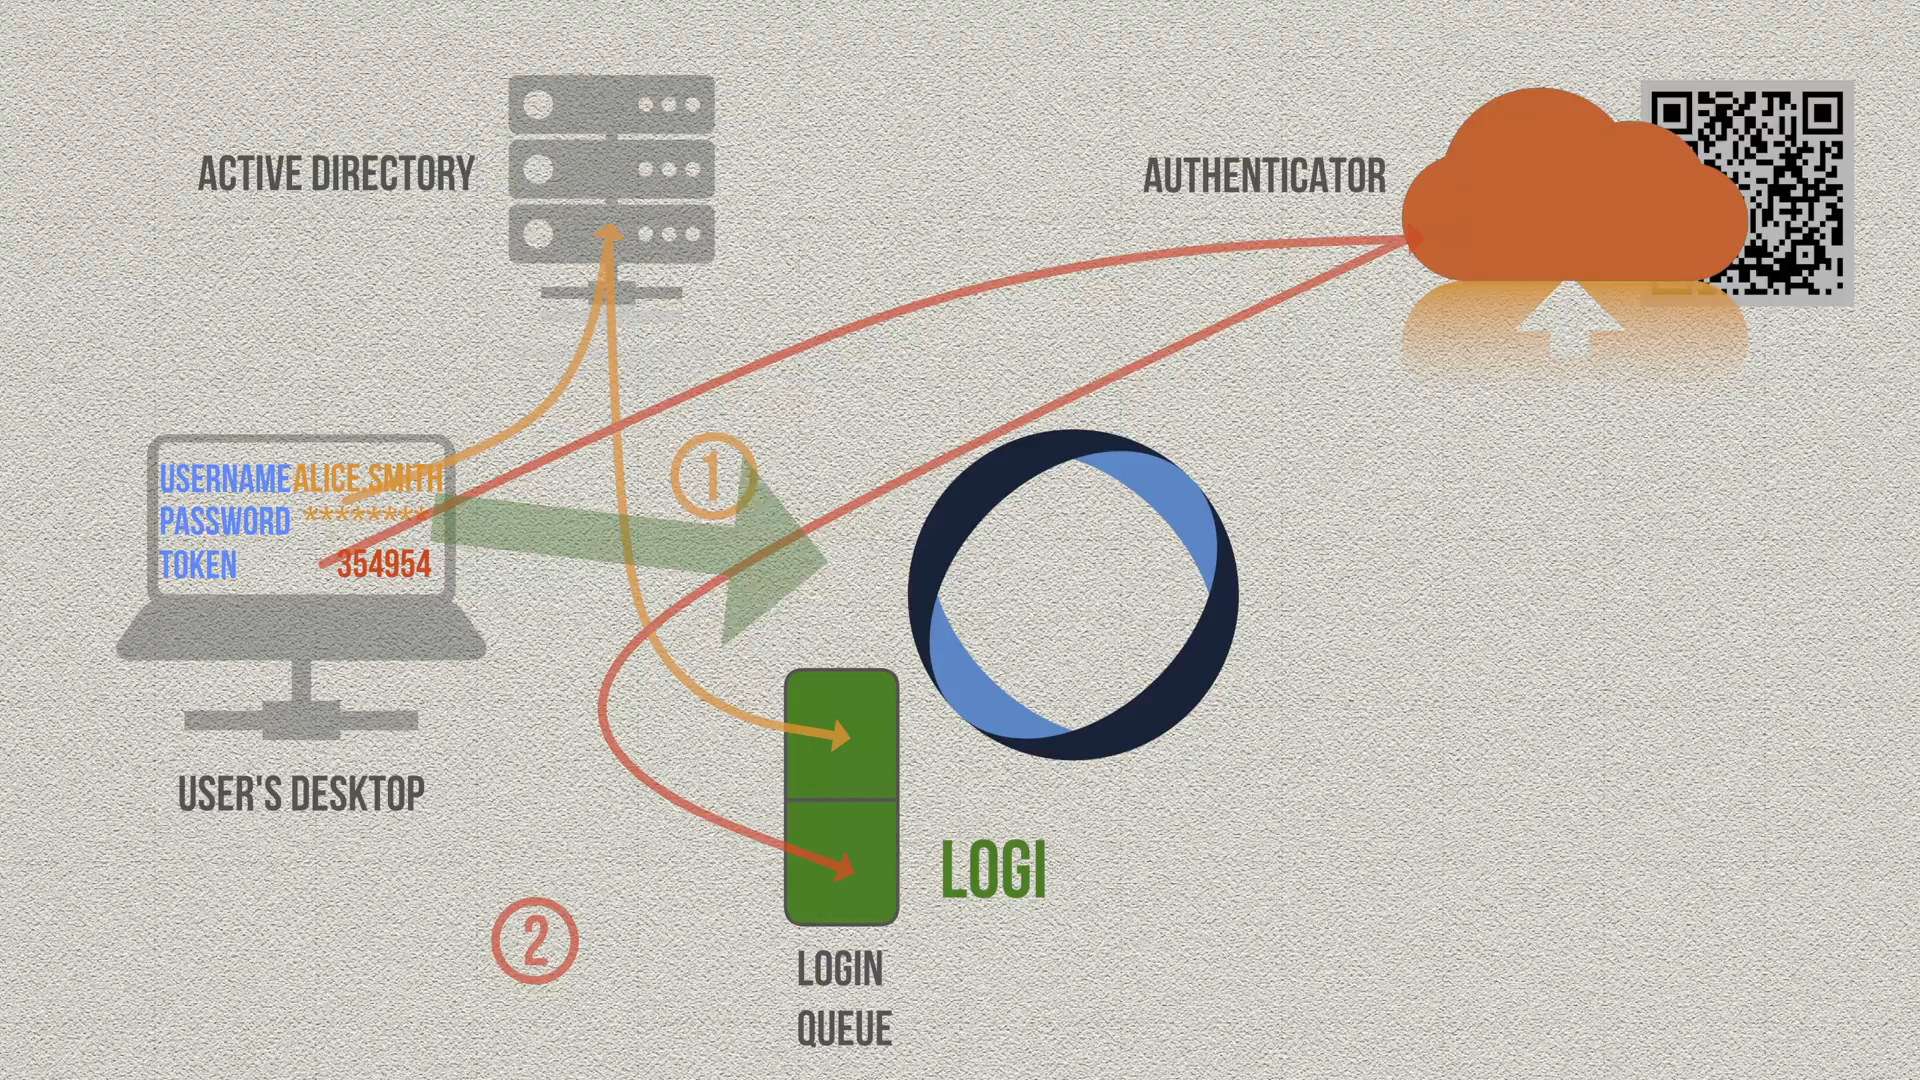 ACTIVE DIRECTORY
AUTHENTICATOR
1
USERNAME ALICE.SMITH
PASSWORD ********
TOKEN 354954
USER'S DESKTOP
LOGI
2
LOGIN
QUEUE